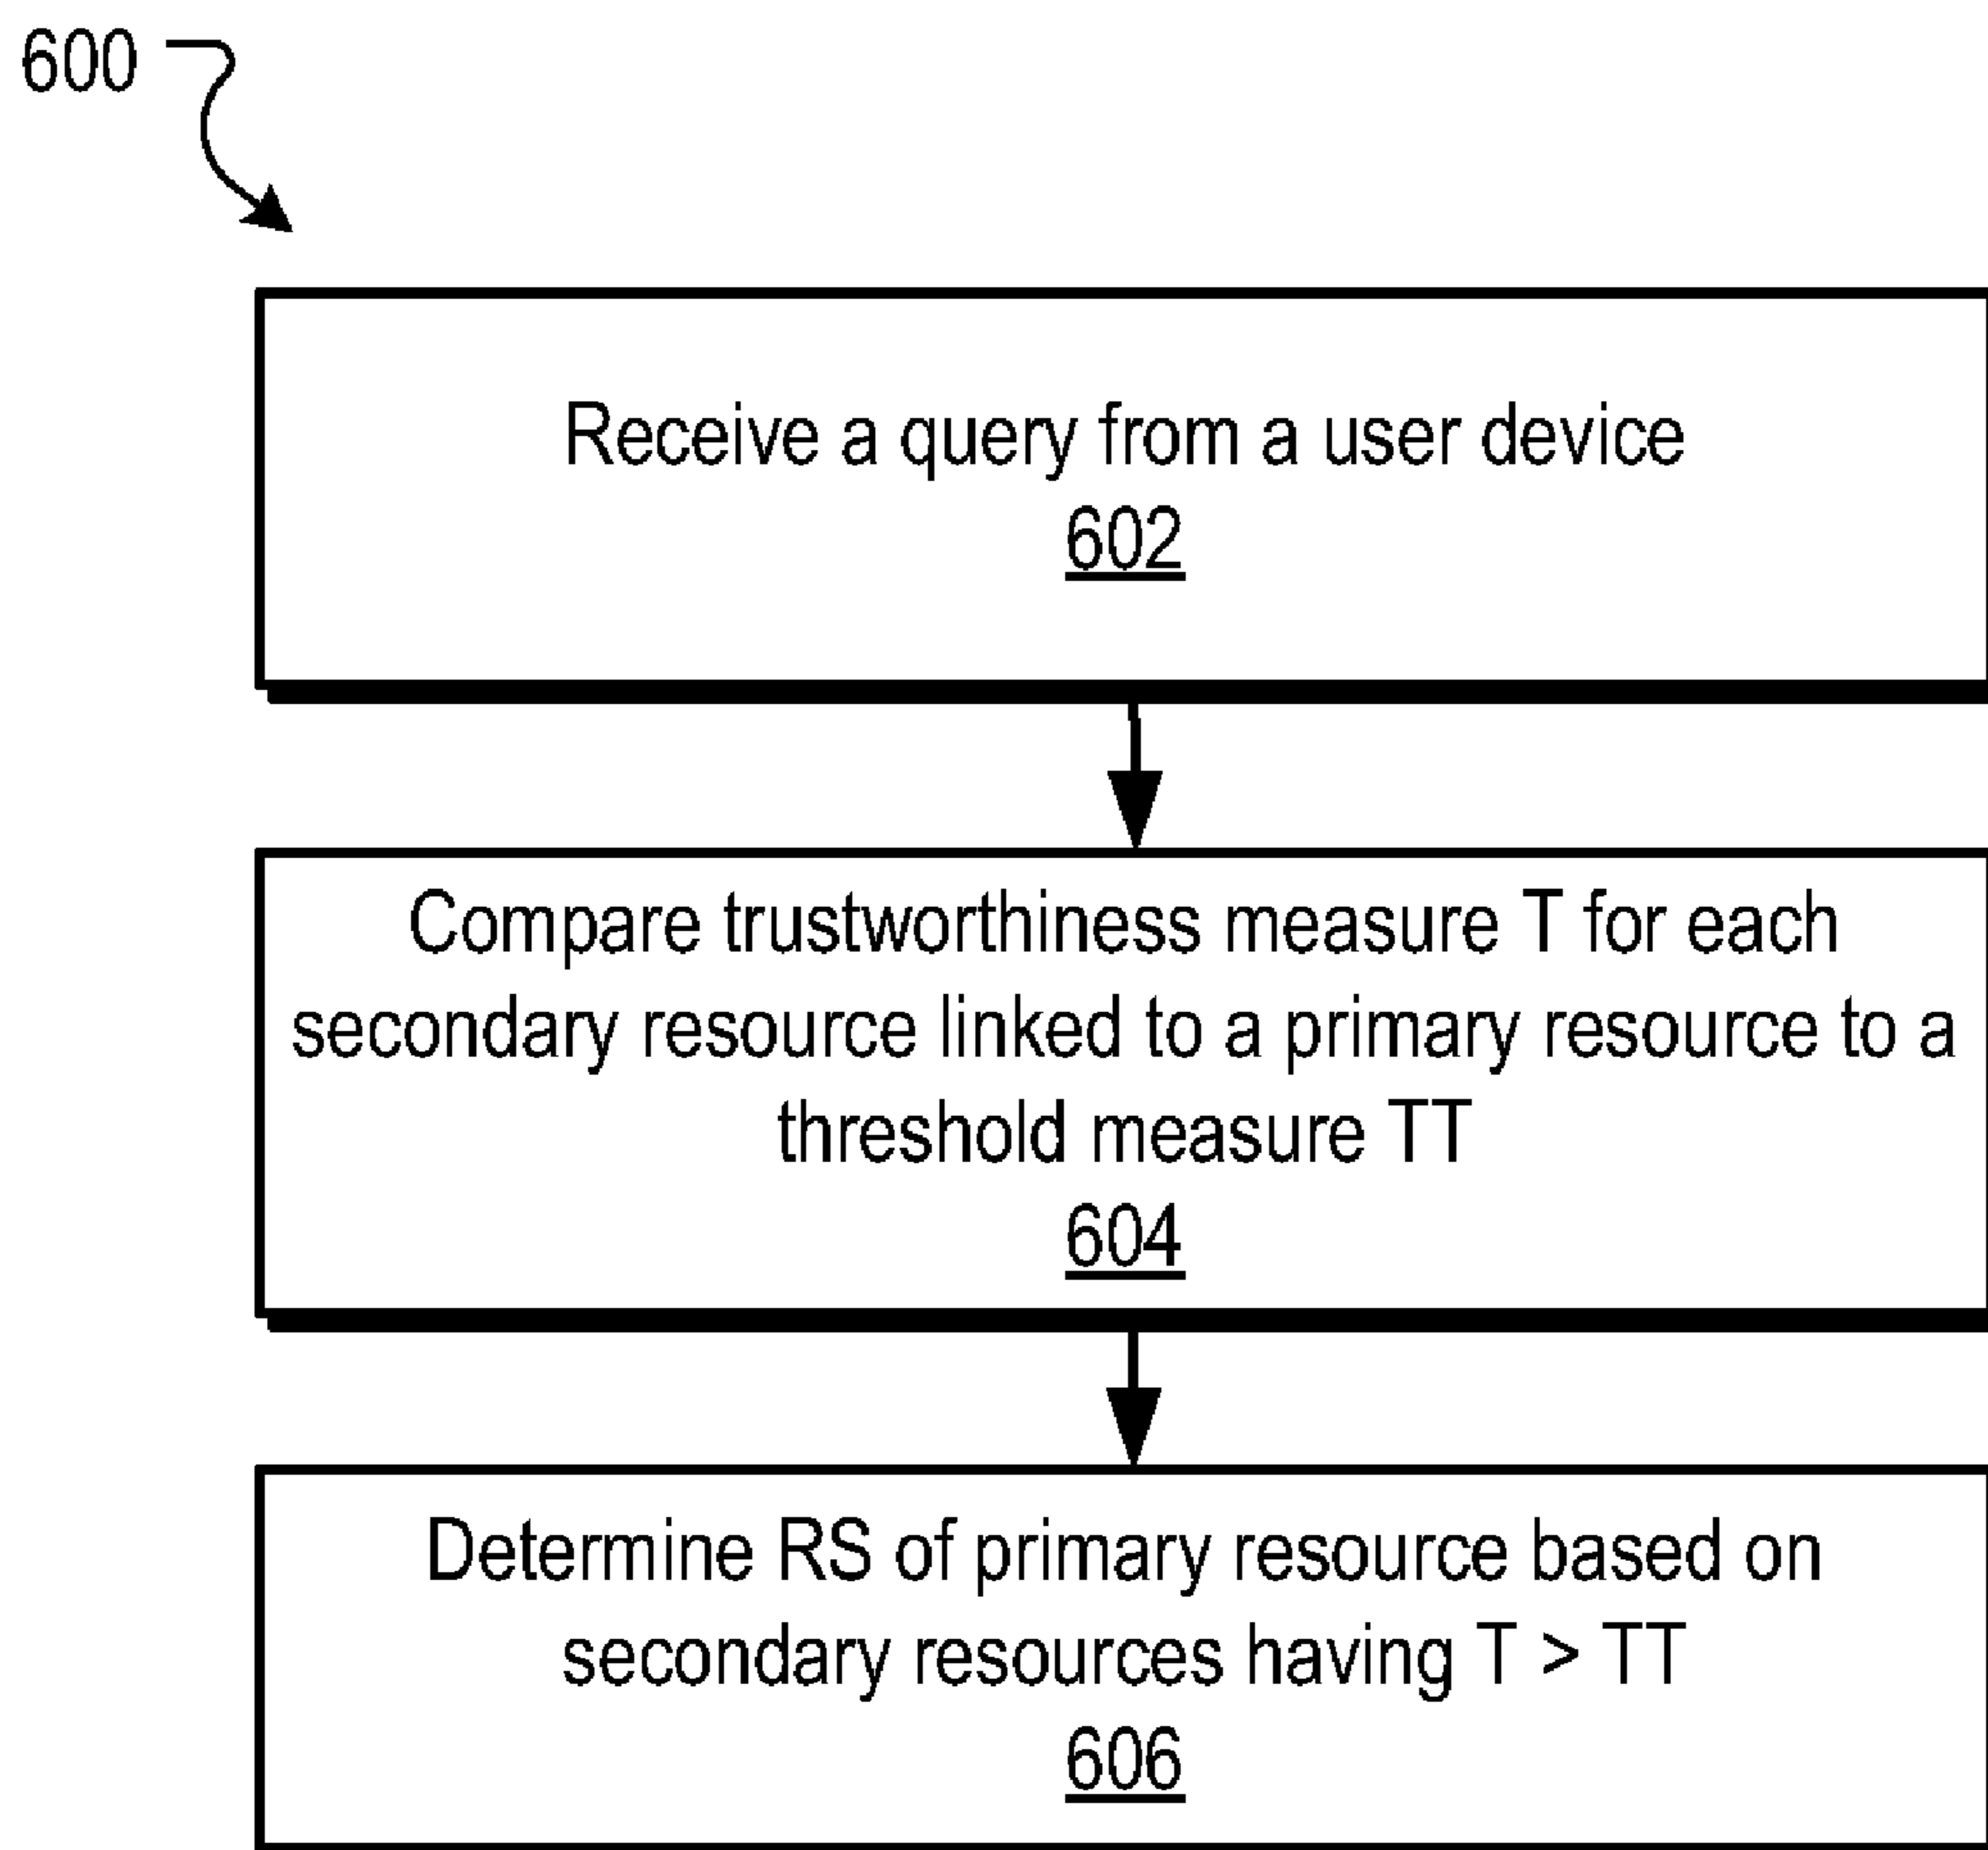 600
Receive a query from a user device
602
Compare trustworthiness measure T for each
secondary resource linked to a primary resource to a
threshold measure TT
604
Determine RS of primary resource based on
secondary resources having T > TT
606